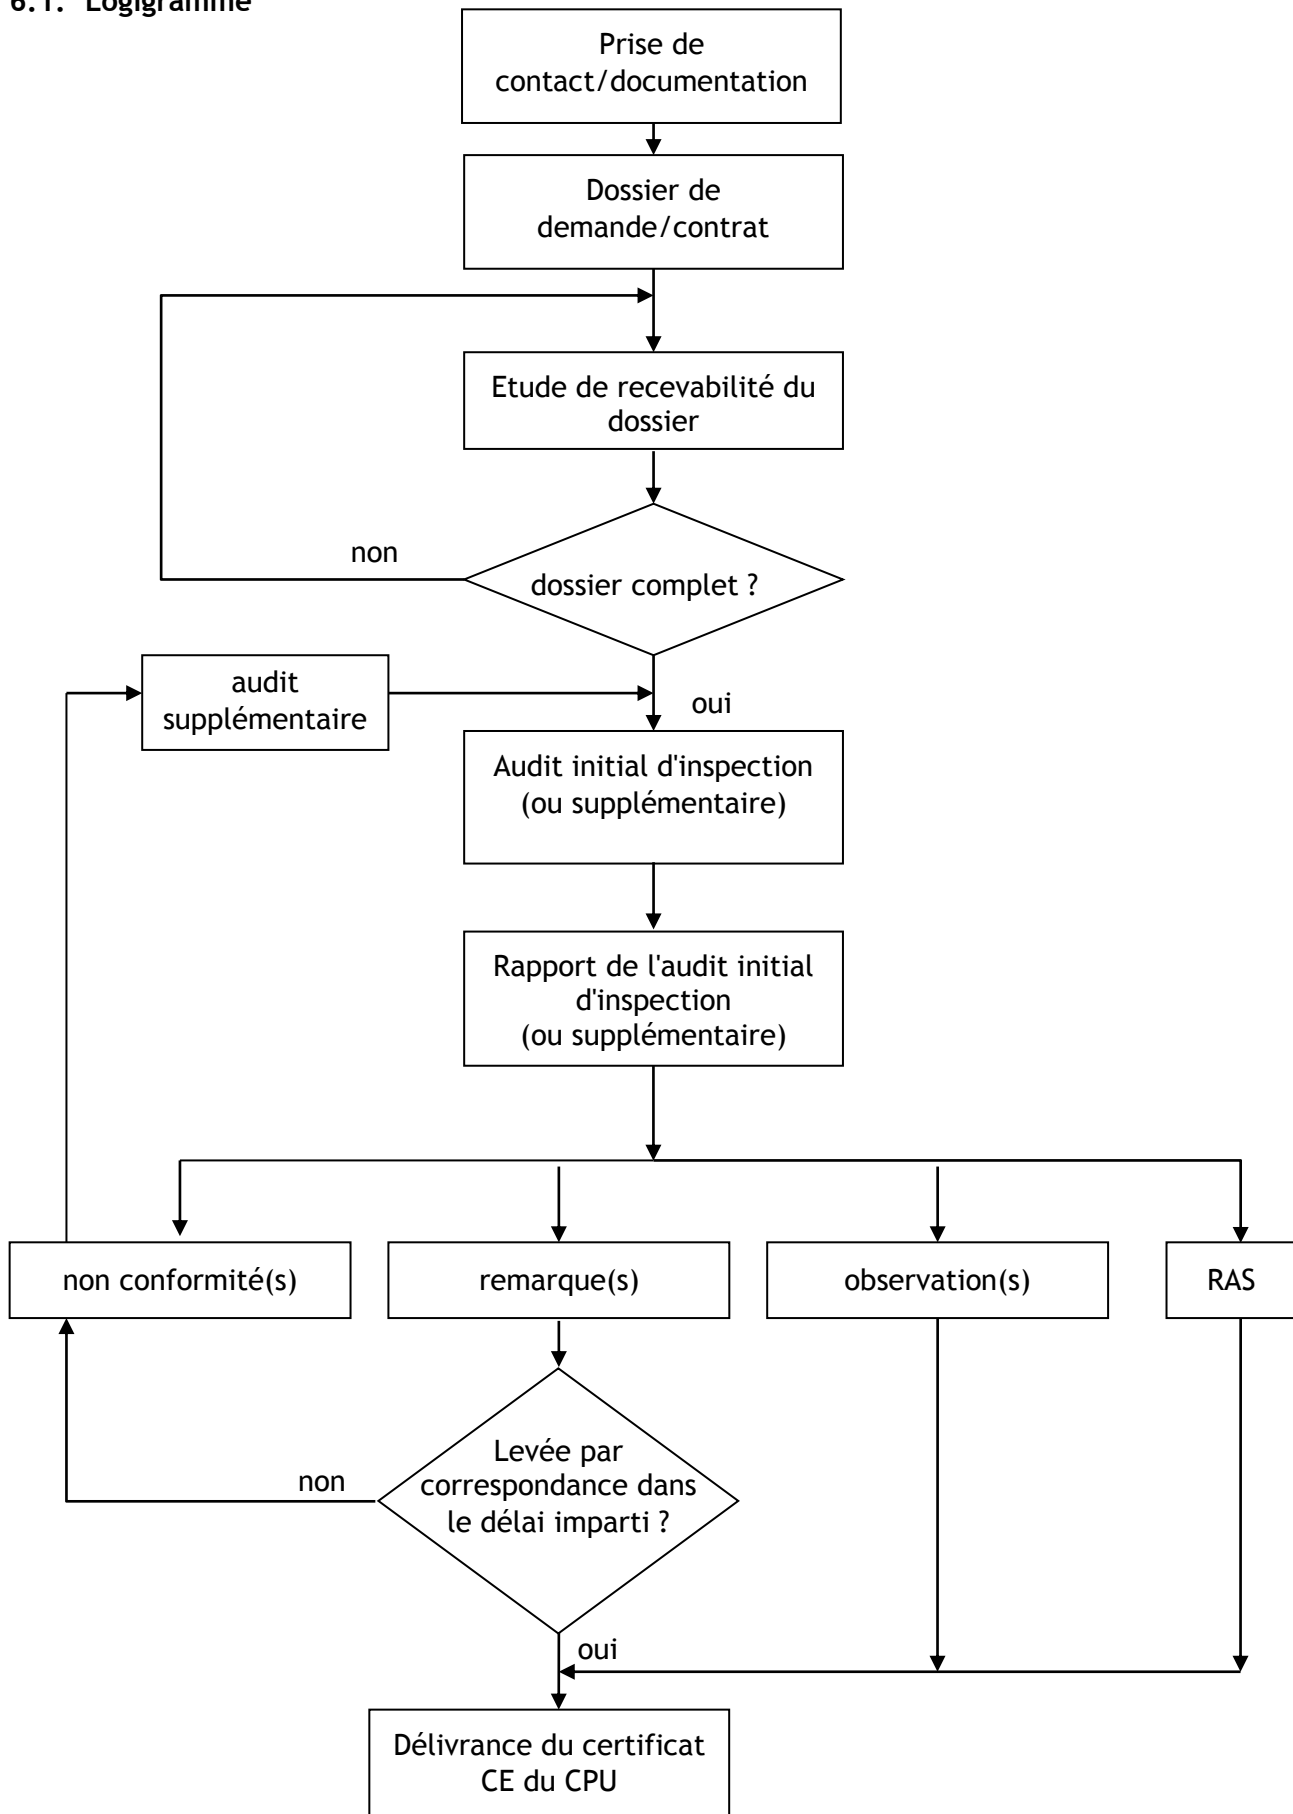 6.1. Logigramme
Prise de
contact/documentation
Dossier de
demande/contrat
Etude de recevabilité du
dossier
non
dossier complet ?
audit
supplémentaire
oui
Audit initial d'inspection
(ou supplémentaire)
Rapport de l'audit initial
d'inspection
(ou supplémentaire)
non conformité(s)
remarque(s)
observation(s)
RAS
Levée par
correspondance dans
le délai imparti ?
non
oui
Délivrance du certificat
CE du CPU